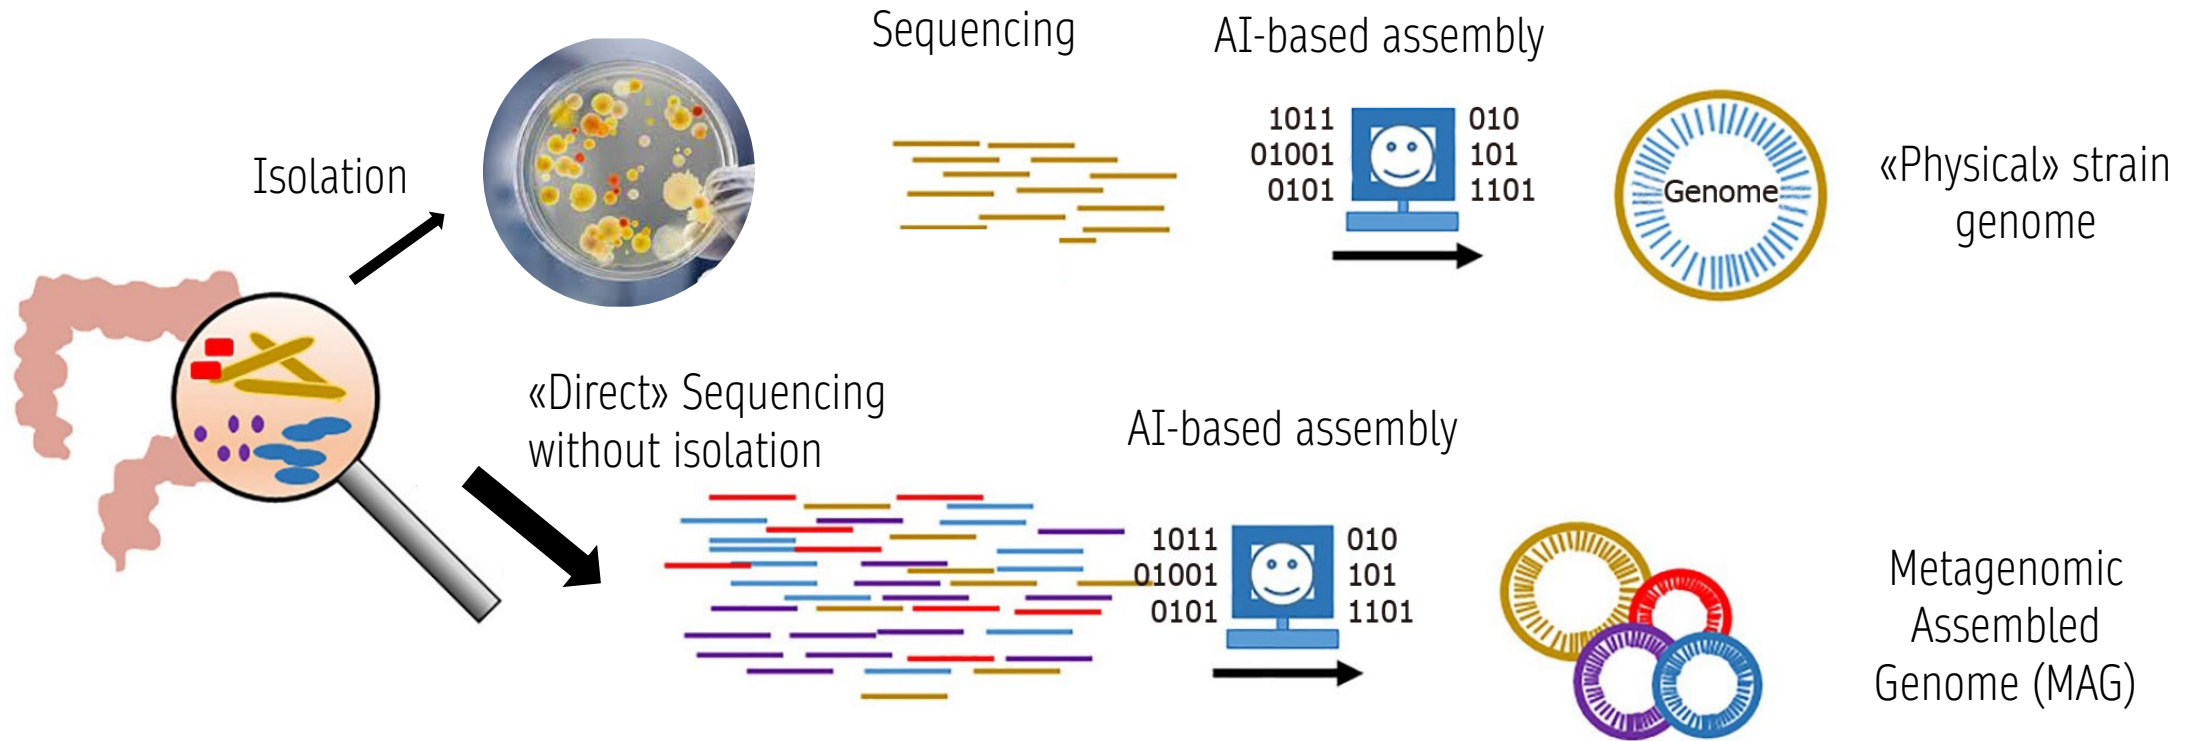 Sequencing
AI-based assembly
Isolation
1011
01001
0101
010
101
1101
Genome
«Physical» strain
genome
«Direct» Sequencing
without isolation
AI-based assembly
1011
01001
0101
010
101
1101
Metagenomic
Assembled
Genome (MAG)